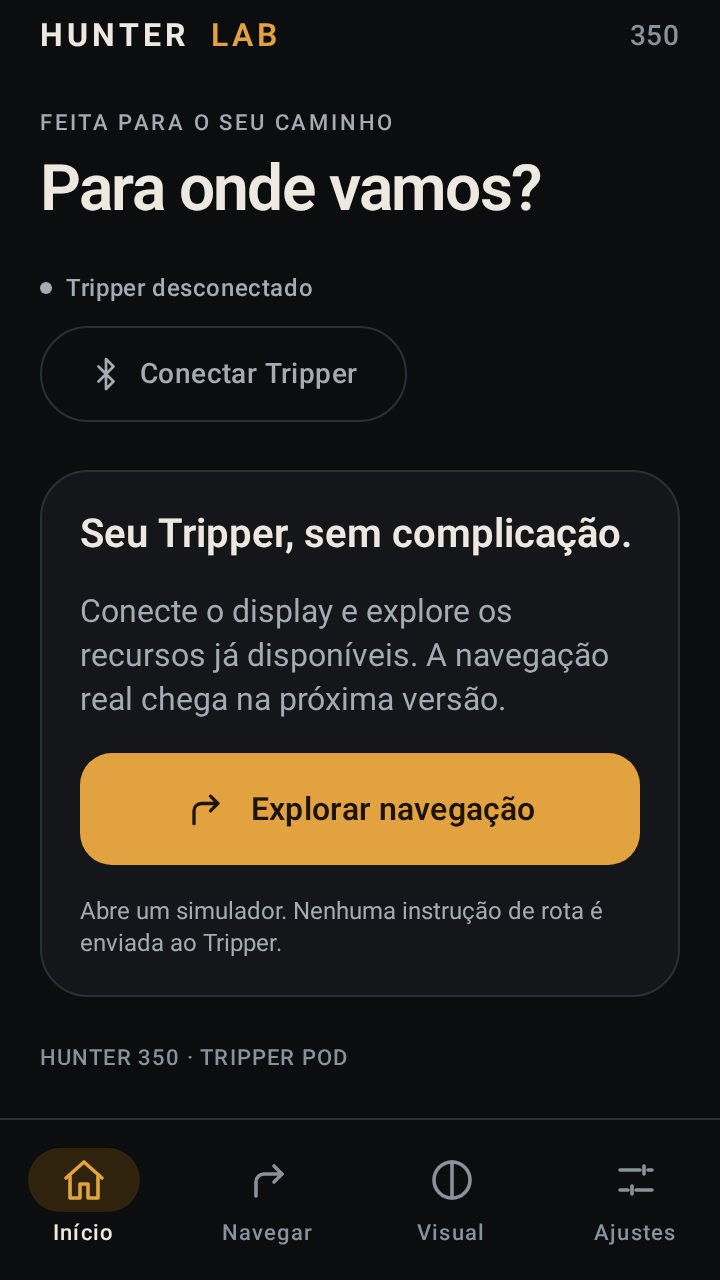 HUNTER LAB
350
FEITA PARA O SEU CAMINHO
Para onde vamos?
Tripper desconectado
Conectar Tripper
Seu Tripper, sem complicação.
Conecte o display e explore os
recursos já disponíveis. A navegação
real chega na próxima versão.
Explorar navegação
Abre um simulador. Nenhuma instrução de rota é
enviada ao Tripper.
HUNTER 350 · TRIPPER POD
Início
Navegar
Visual
Ajustes